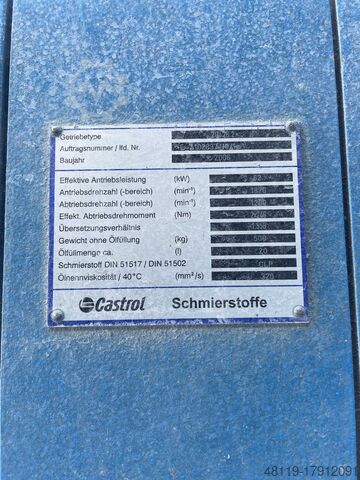 Getriebetype
Auftragsnummer / lfd. Nr.
Baujahr 2006
Effektive Antriebsleistung (kW)
Antriebsdrehzahl (-bereich) (min⁻¹)
Abtriebsdrehzahl (-bereich) (min⁻¹)
Effekt. Abtriebsdrehmoment (Nm)
Übersetzungsverhältnis
Gewicht ohne Ölfüllung (kg) 500
Ölfüllmenge ca. (l)
Schmierstoff DIN 51517 / DIN 51502 CLP
Ölnennviskosität / 40°C (mm²/s) 320
Castrol Schmierstoffe
48119-17912091